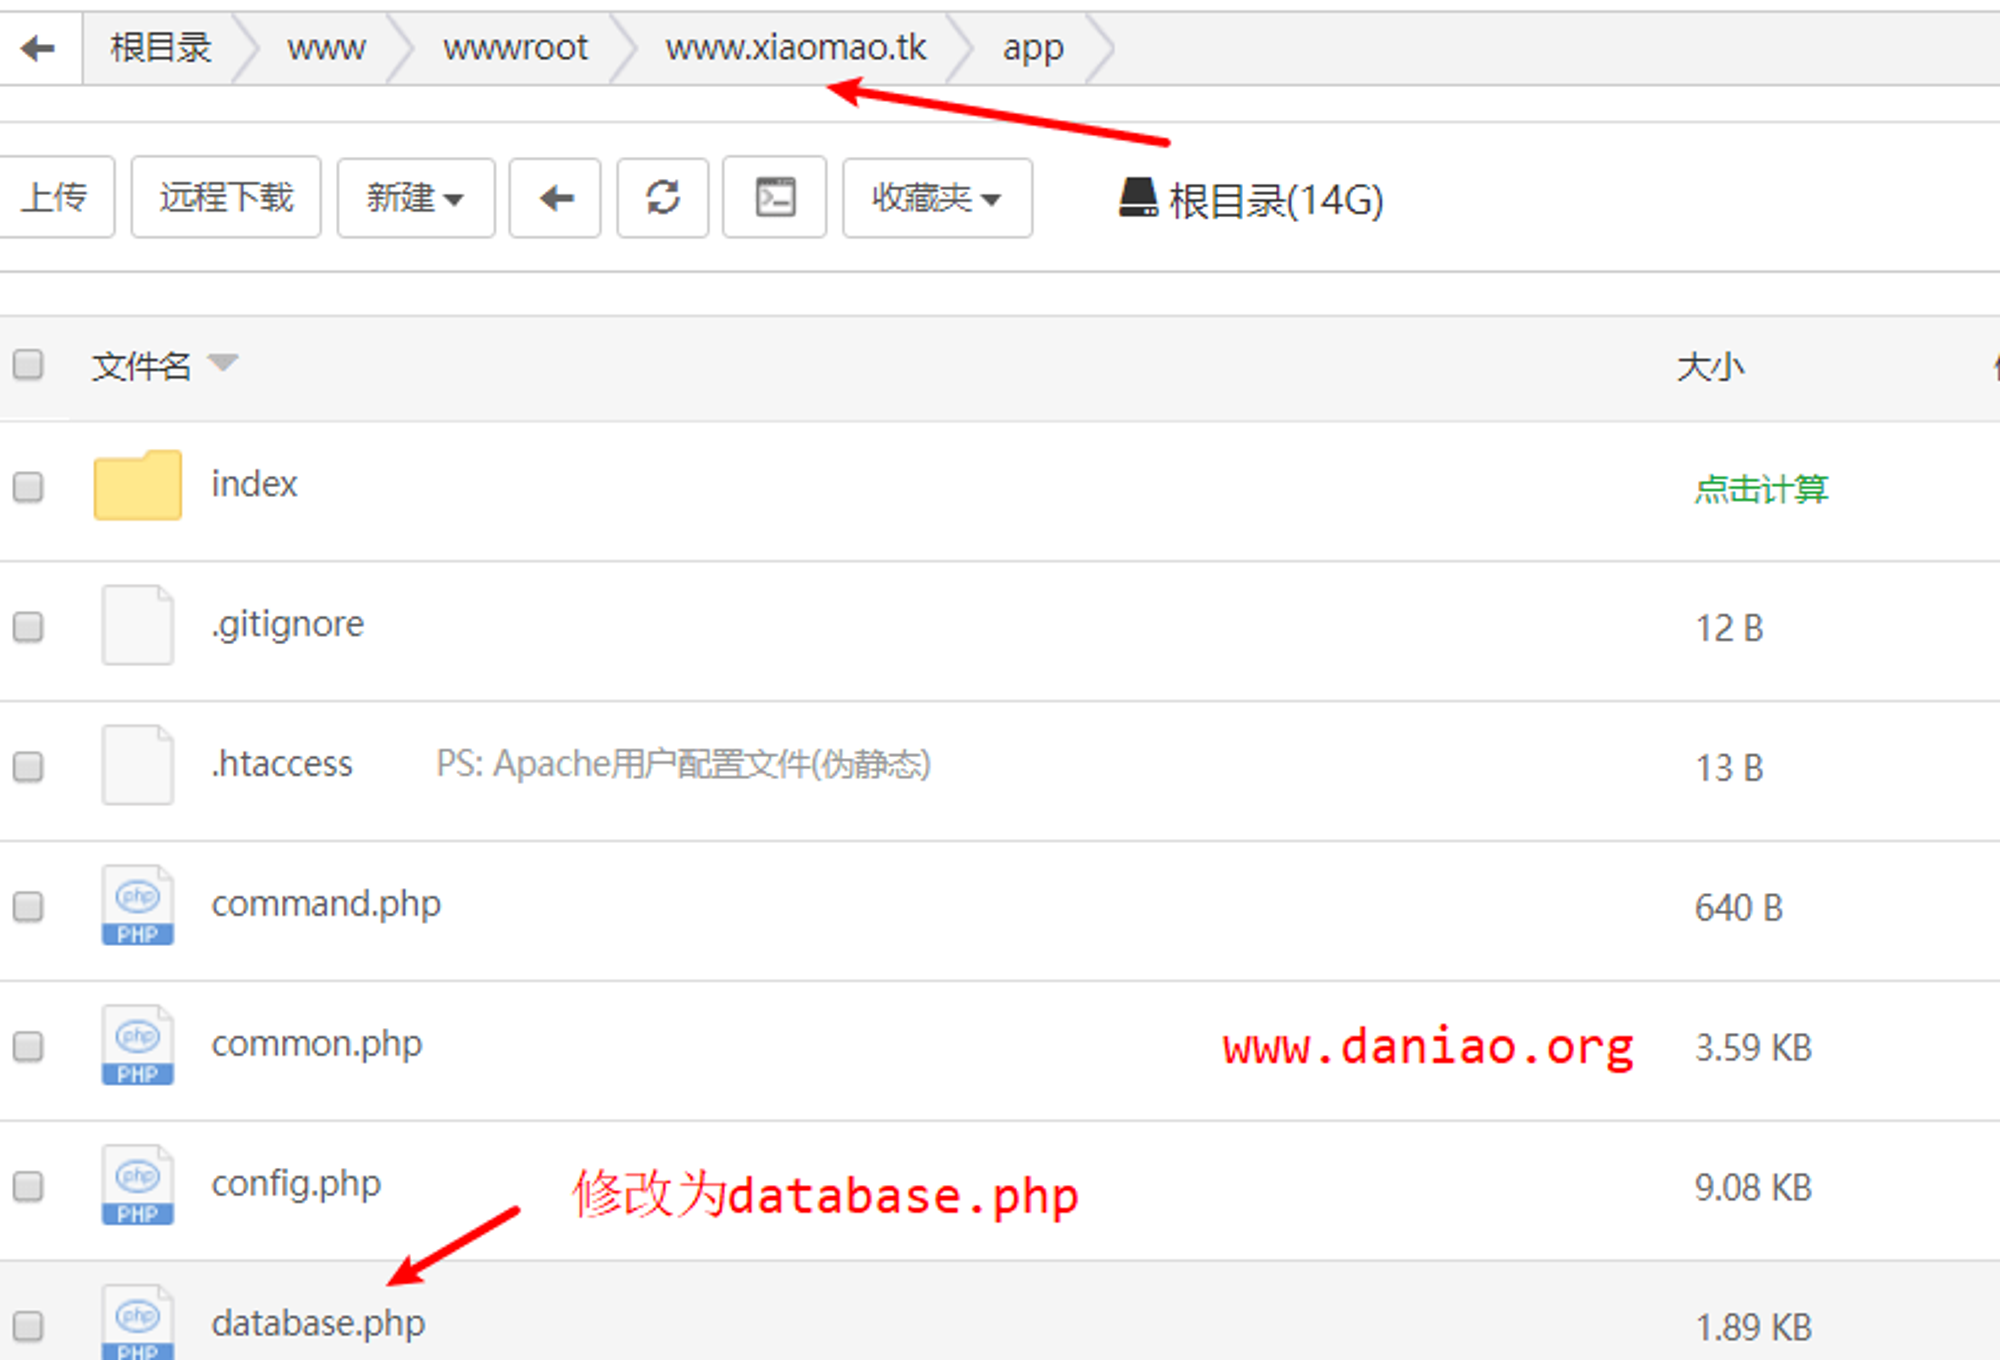 根目录 www wwwroot www.xiaomao.tk app
上传 远程下载 新建 收藏夹 根目录(14G)
文件名 大小
index 点击计算
.gitignore 12 B
.htaccess PS: Apache用户配置文件(伪静态) 13 B
php PHP command.php 640 B
php PHP common.php www.daniao.org 3.59 KB
php PHP config.php 修改为database.php 9.08 KB
php PHP database.php 1.89 KB